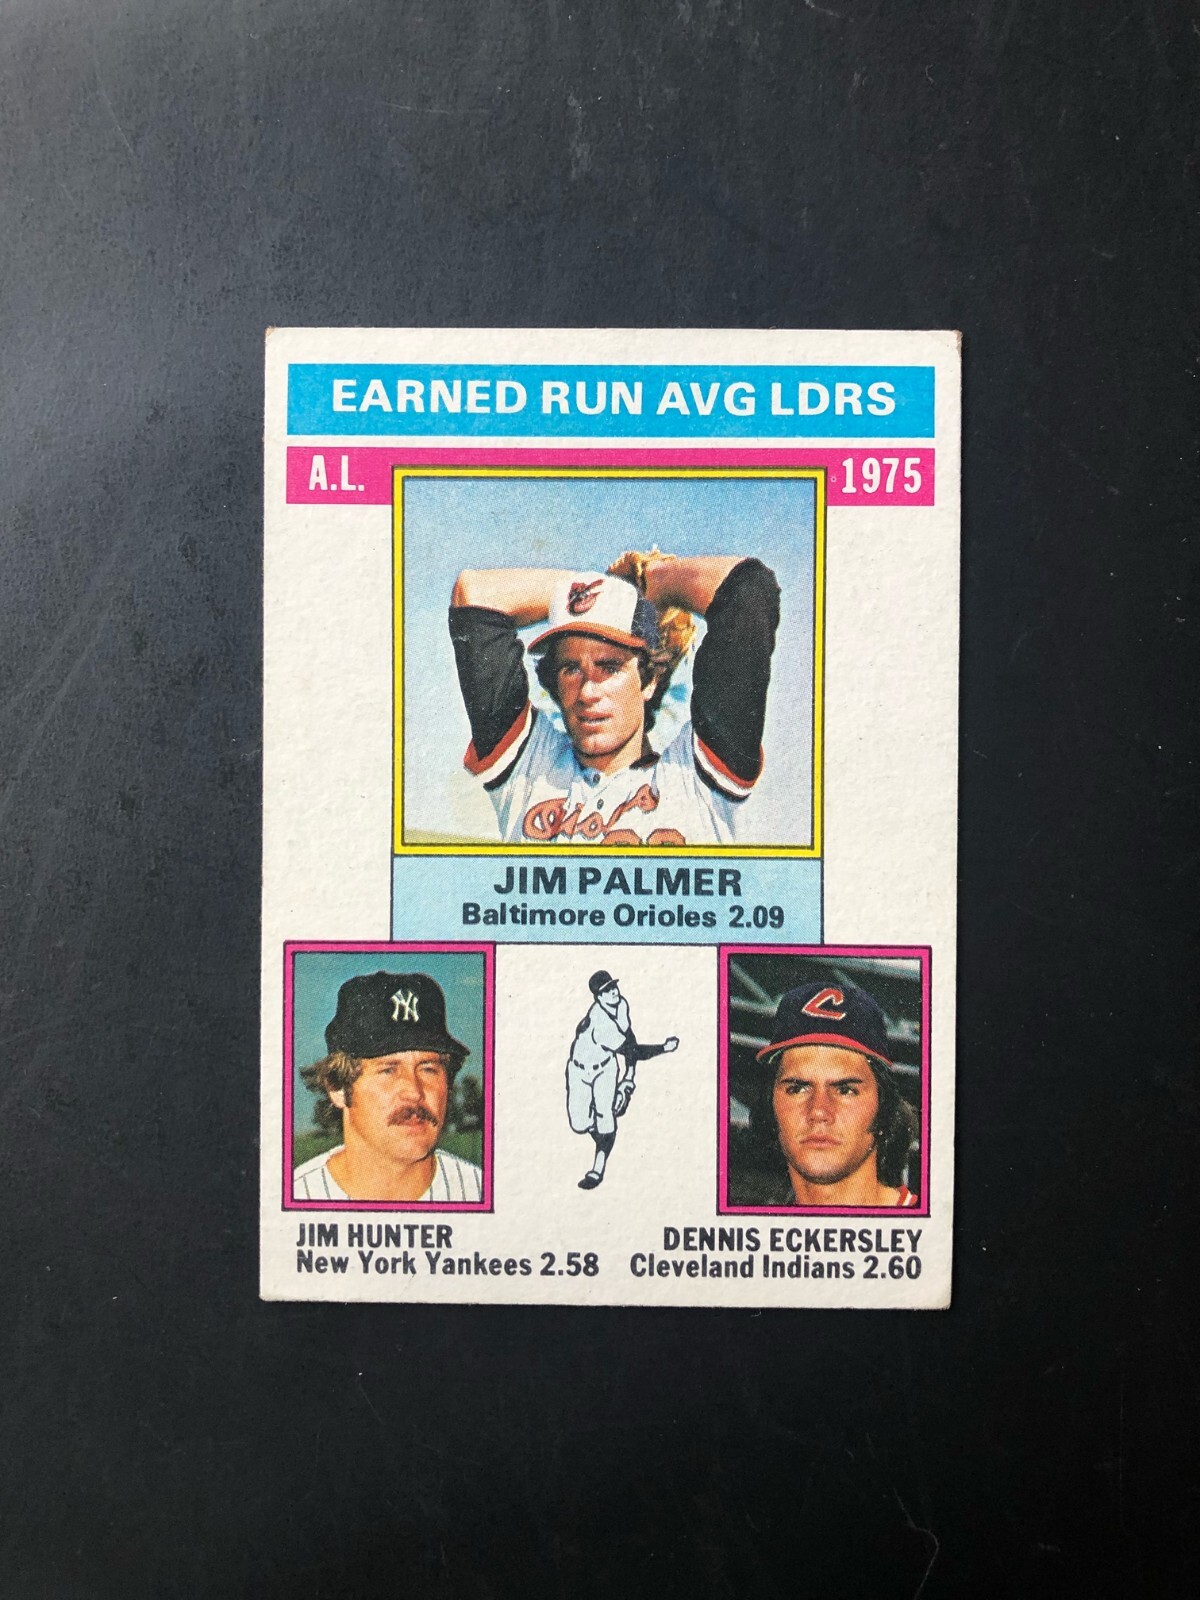 EARNED RUN AVG LDRS
A.L. 1975
NY
C
JIM PALMER
Baltimore Orioles 2.09
JIM HUNTER
New York Yankees 2.58
DENNIS ECKERSLEY
Cleveland Indians 2.60